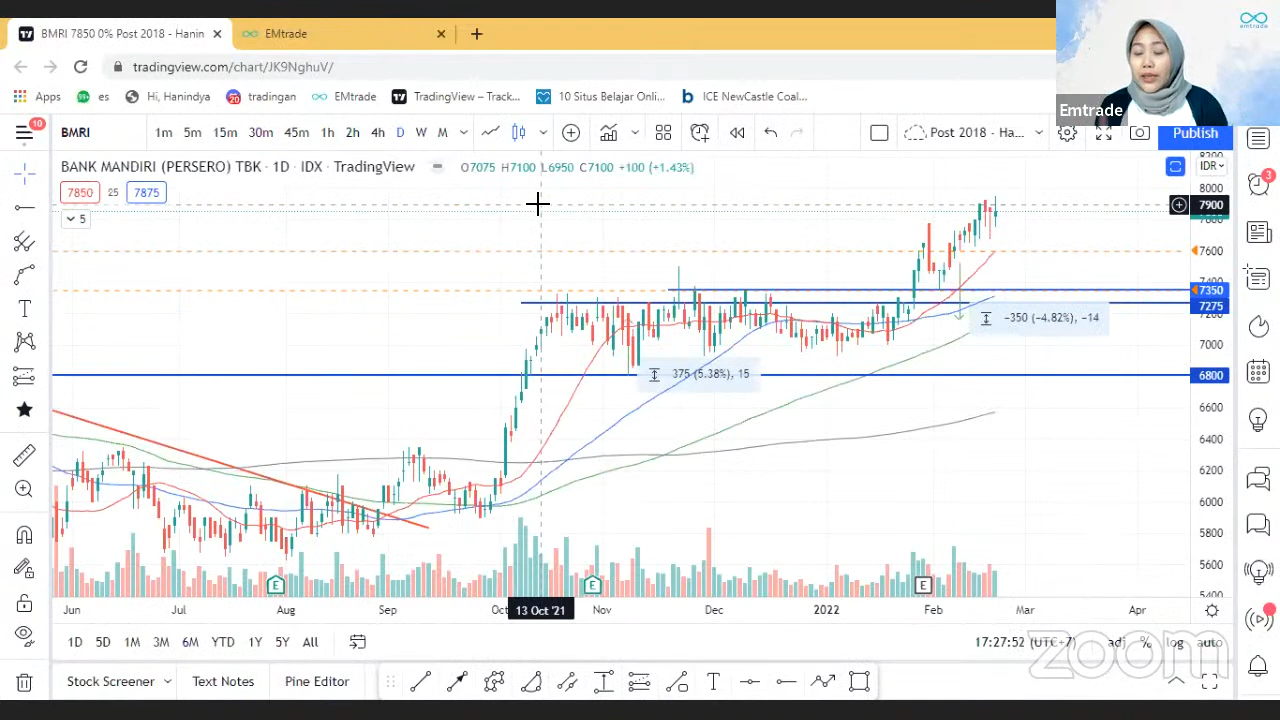 BMRI 7850 0% Post 2018 - Hanin
EMtrade
tradingview.com/chart/JK9NghuV/
Apps
es
Hi, Hanindya
20
tradingan
EMtrade
TradingView – Track...
10 Situs Belajar Onli...
ICE NewCastle Coal...
emtrade
Emtrade
10
BMRI
1m 5m 15m 30m 45m 1h 2h 4h D W M
Post 2018 - Ha...
Publish
BANK MANDIRI (PERSERO) TBK · 1D · IDX · TradingView
O7075 H7100 L6950 C7100 +100 (+1.43%)
IDR
7850 25 7875
5
3
8200
8000
7900
7600
7400
7350
7275
7200
7000
6800
6600
6400
6200
6000
5800
5600
5400
−350 (−4.82%), −14
375 (5.38%), 15
E
E
E
Jun Jul Aug Sep Oct 13 Oct '21 Nov Dec 2022 Feb Mar Apr
1D 5D 1M 3M 6M YTD 1Y 5Y All
17:27:52 (UTC+7)
adj % log auto
zoom
Stock Screener Text Notes Pine Editor